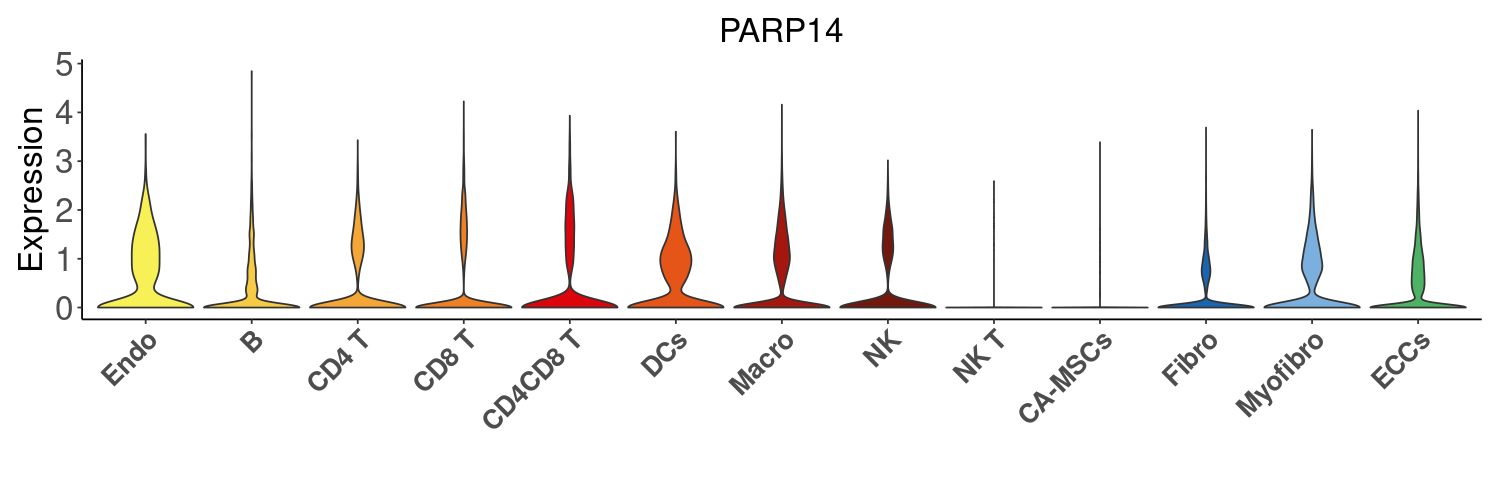 PARP14
Expression
5
4
3
2
1
0
Endo
B
CD4 T
CD8 T
CD4CD8 T
DCs
Macro
NK
NK T
CA-MSCs
Fibro
Myofibro
ECCs